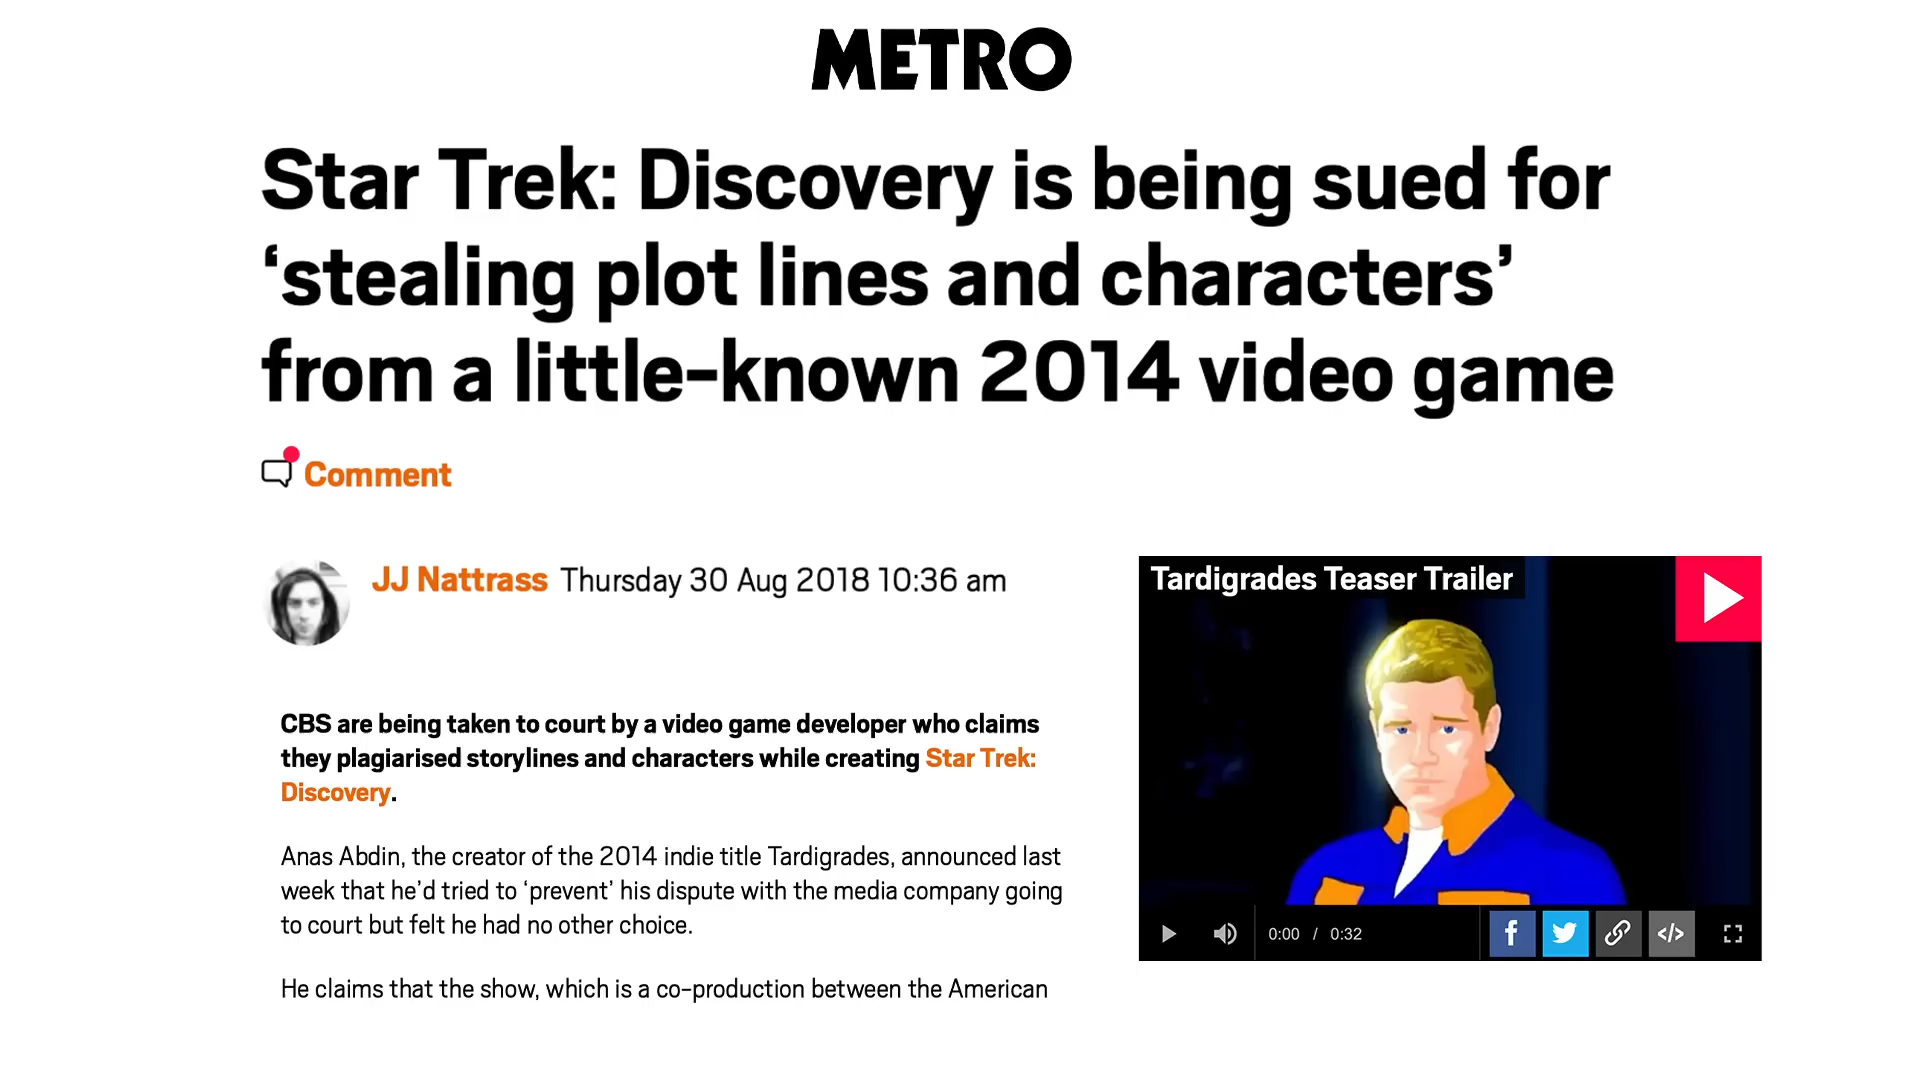 METRO
Star Trek: Discovery is being sued for
‘stealing plot lines and characters’
from a little-known 2014 video game
Comment
JJ Nattrass Thursday 30 Aug 2018 10:36 am
CBS are being taken to court by a video game developer who claims
they plagiarised storylines and characters while creating Star Trek:
Discovery.
Anas Abdin, the creator of the 2014 indie title Tardigrades, announced last
week that he’d tried to ‘prevent’ his dispute with the media company going
to court but felt he had no other choice.
He claims that the show, which is a co-production between the American
Tardigrades Teaser Trailer
0:00 / 0:32